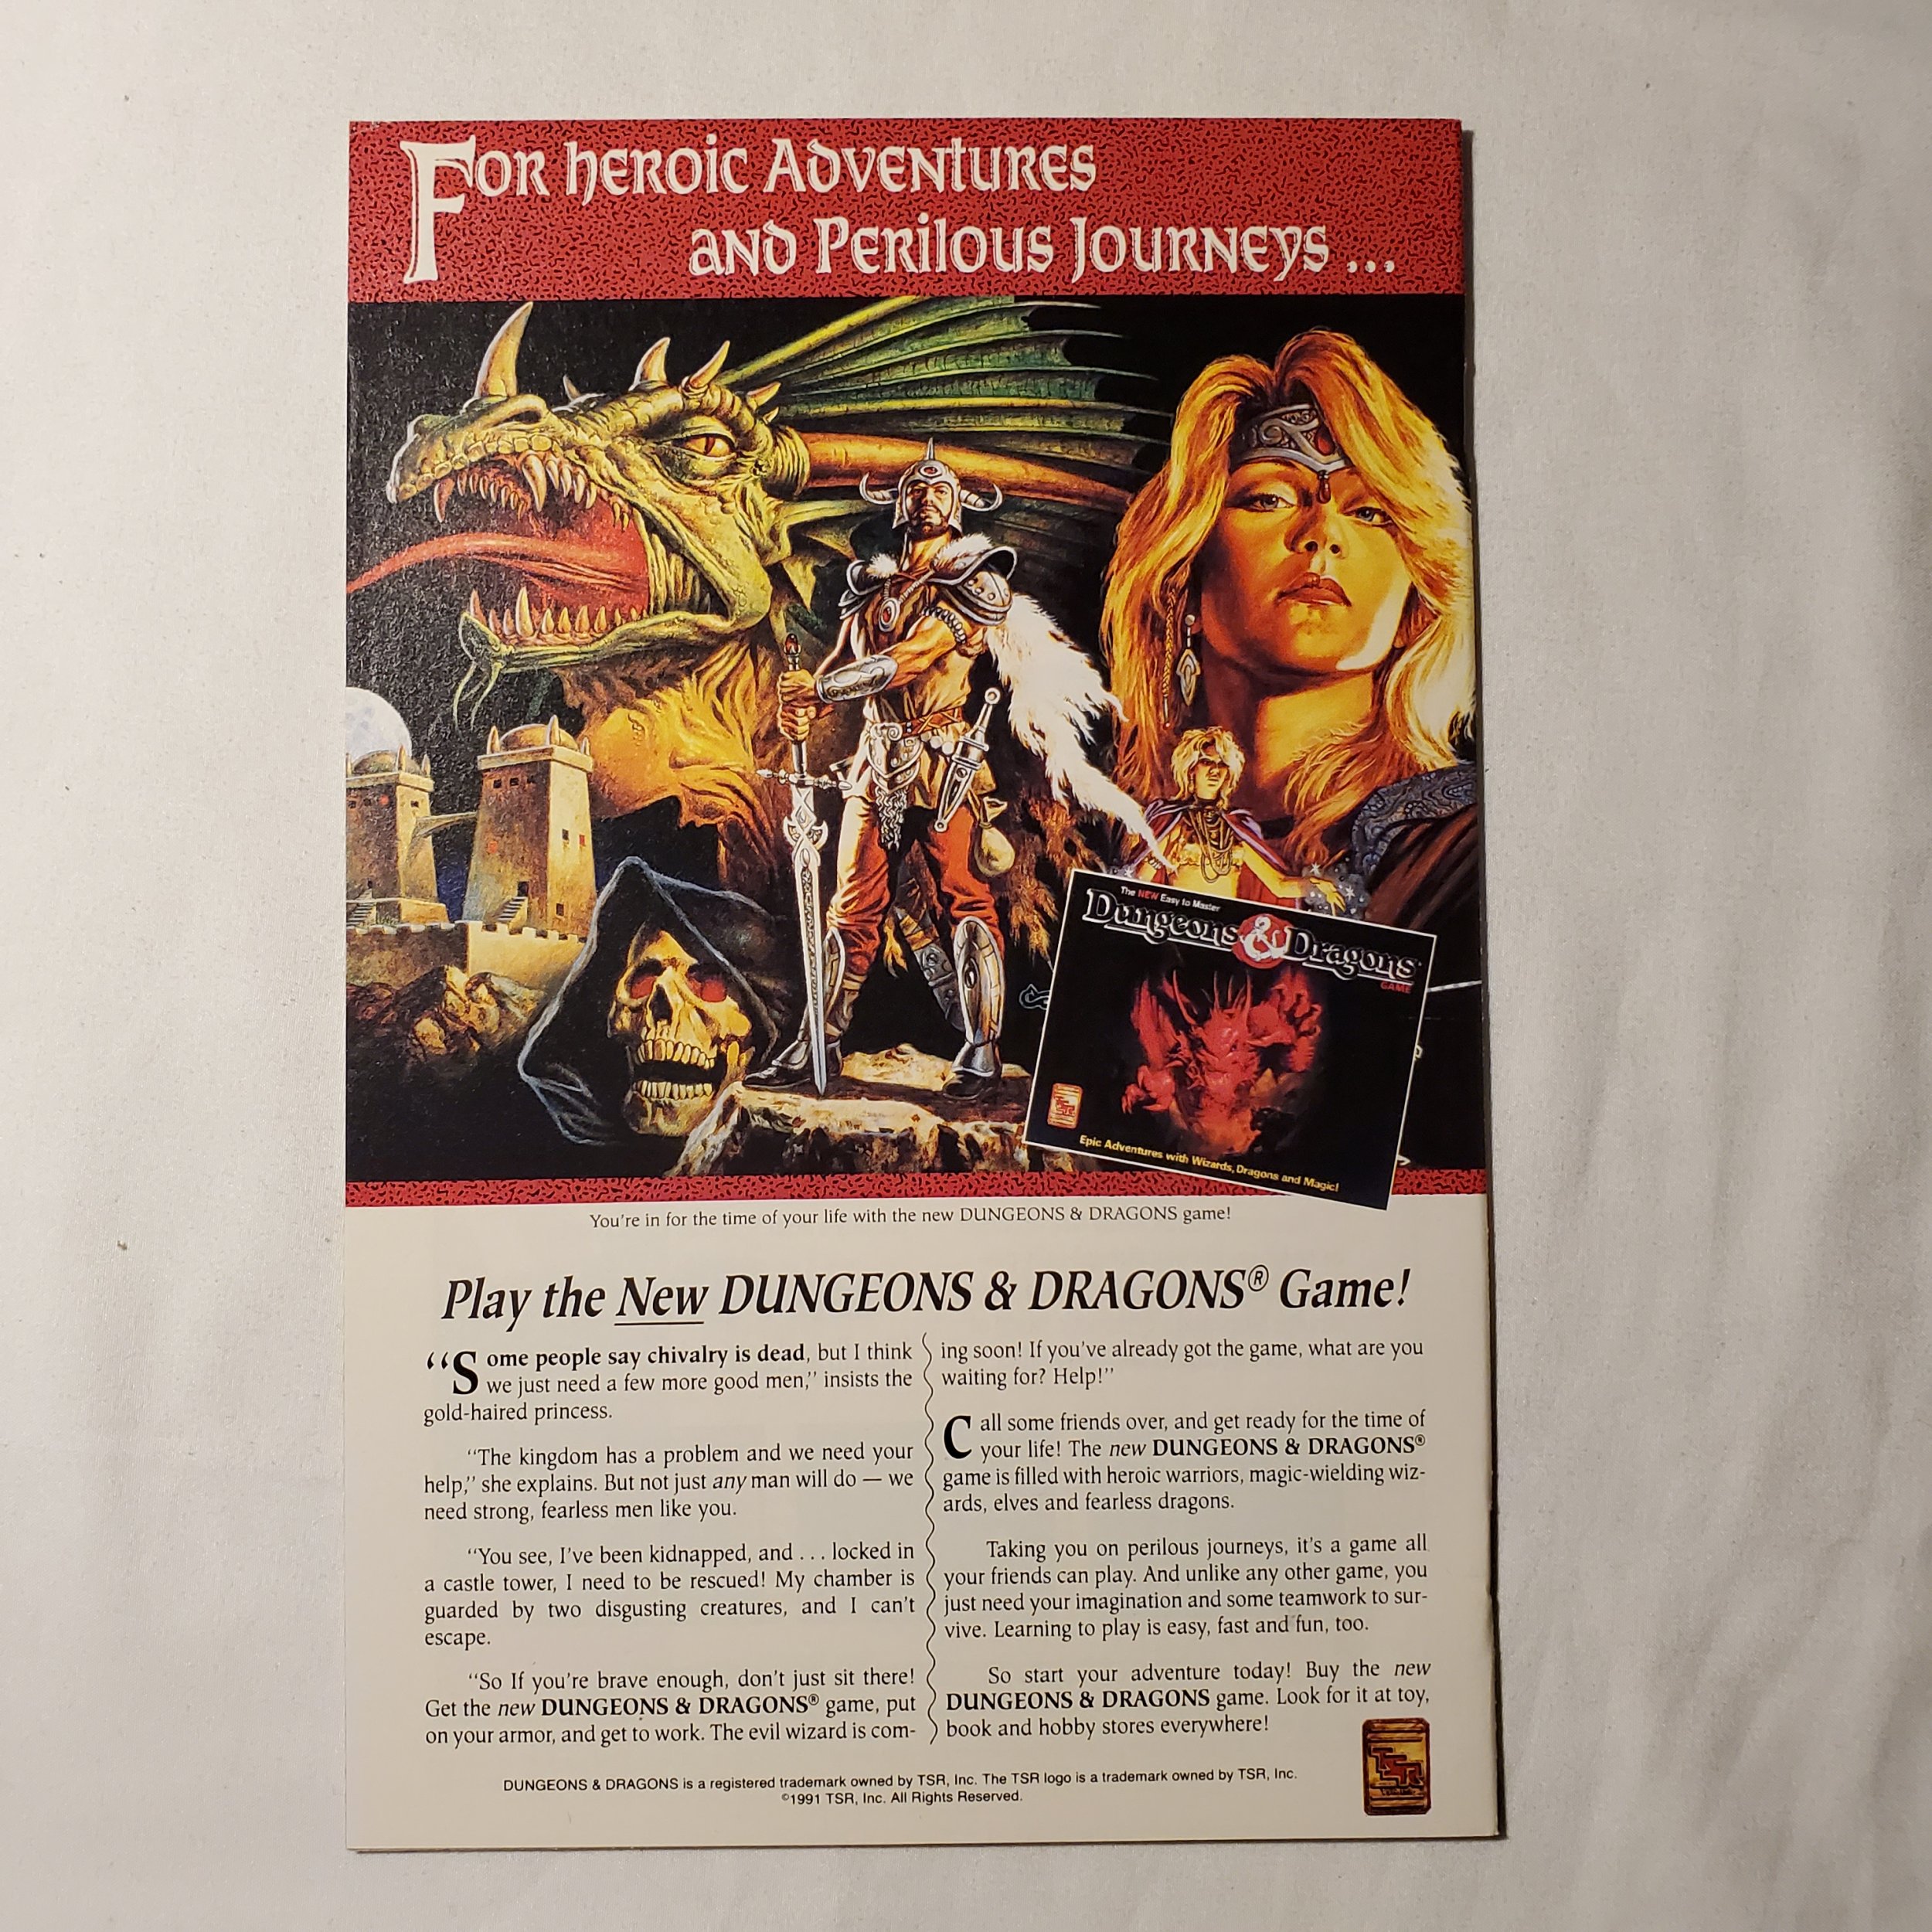 For Heroic Adventures
and Perilous Journeys ...
The NEW Easy to Master
Dungeons & Dragons
GAME
TSR
Epic Adventures with Wizards, Dragons and Magic!
You're in for the time of your life with the new DUNGEONS & DRAGONS game!
Play the New DUNGEONS & DRAGONS® Game!
“Some people say chivalry is dead, but I think
we just need a few more good men,” insists the
gold-haired princess.
“The kingdom has a problem and we need your
help,” she explains. But not just any man will do — we
need strong, fearless men like you.
“You see, I've been kidnapped, and . . . locked in
a castle tower, I need to be rescued! My chamber is
guarded by two disgusting creatures, and I can't
escape.
“So If you're brave enough, don't just sit there!
Get the new DUNGEONS & DRAGONS® game, put
on your armor, and get to work. The evil wizard is com-
ing soon! If you've already got the game, what are you
waiting for? Help!”
Call some friends over, and get ready for the time of
your life! The new DUNGEONS & DRAGONS®
game is filled with heroic warriors, magic-wielding wiz-
ards, elves and fearless dragons.
Taking you on perilous journeys, it's a game all
your friends can play. And unlike any other game, you
just need your imagination and some teamwork to sur-
vive. Learning to play is easy, fast and fun, too.
So start your adventure today! Buy the new
DUNGEONS & DRAGONS game. Look for it at toy,
book and hobby stores everywhere!
DUNGEONS & DRAGONS is a registered trademark owned by TSR, Inc. The TSR logo is a trademark owned by TSR, Inc.
©1991 TSR, Inc. All Rights Reserved.
TSR